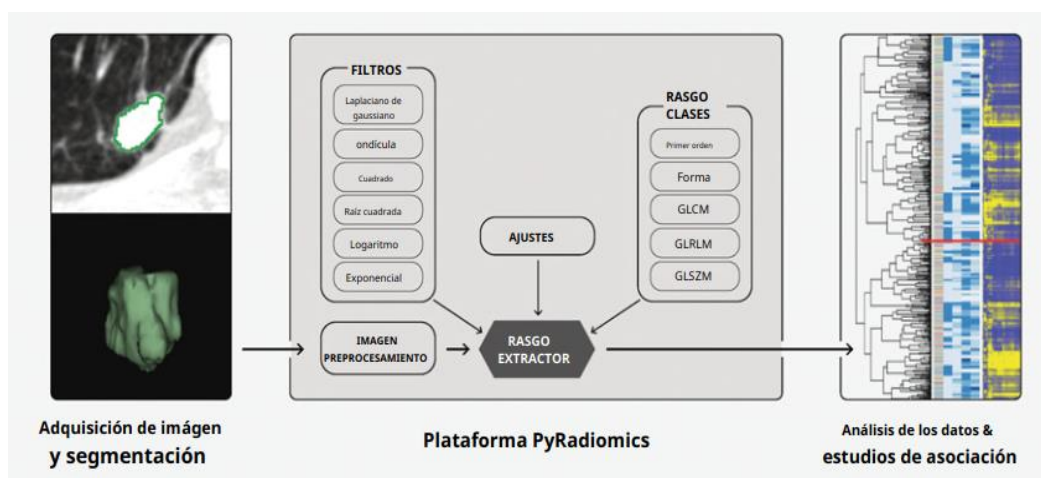 FILTROS
Laplaciano de
gaussiano
ondícula
Cuadrado
Raíz cuadrada
Logaritmo
Exponencial
IMAGEN
PREPROCESAMIENTO
AJUSTES
RASGO
EXTRACTOR
RASGO
CLASES
Primer orden
Forma
GLCM
GLRLM
GLSZM
Adquisición de imágen
y segmentación
Plataforma PyRadiomics
Análisis de los datos &
estudios de asociación